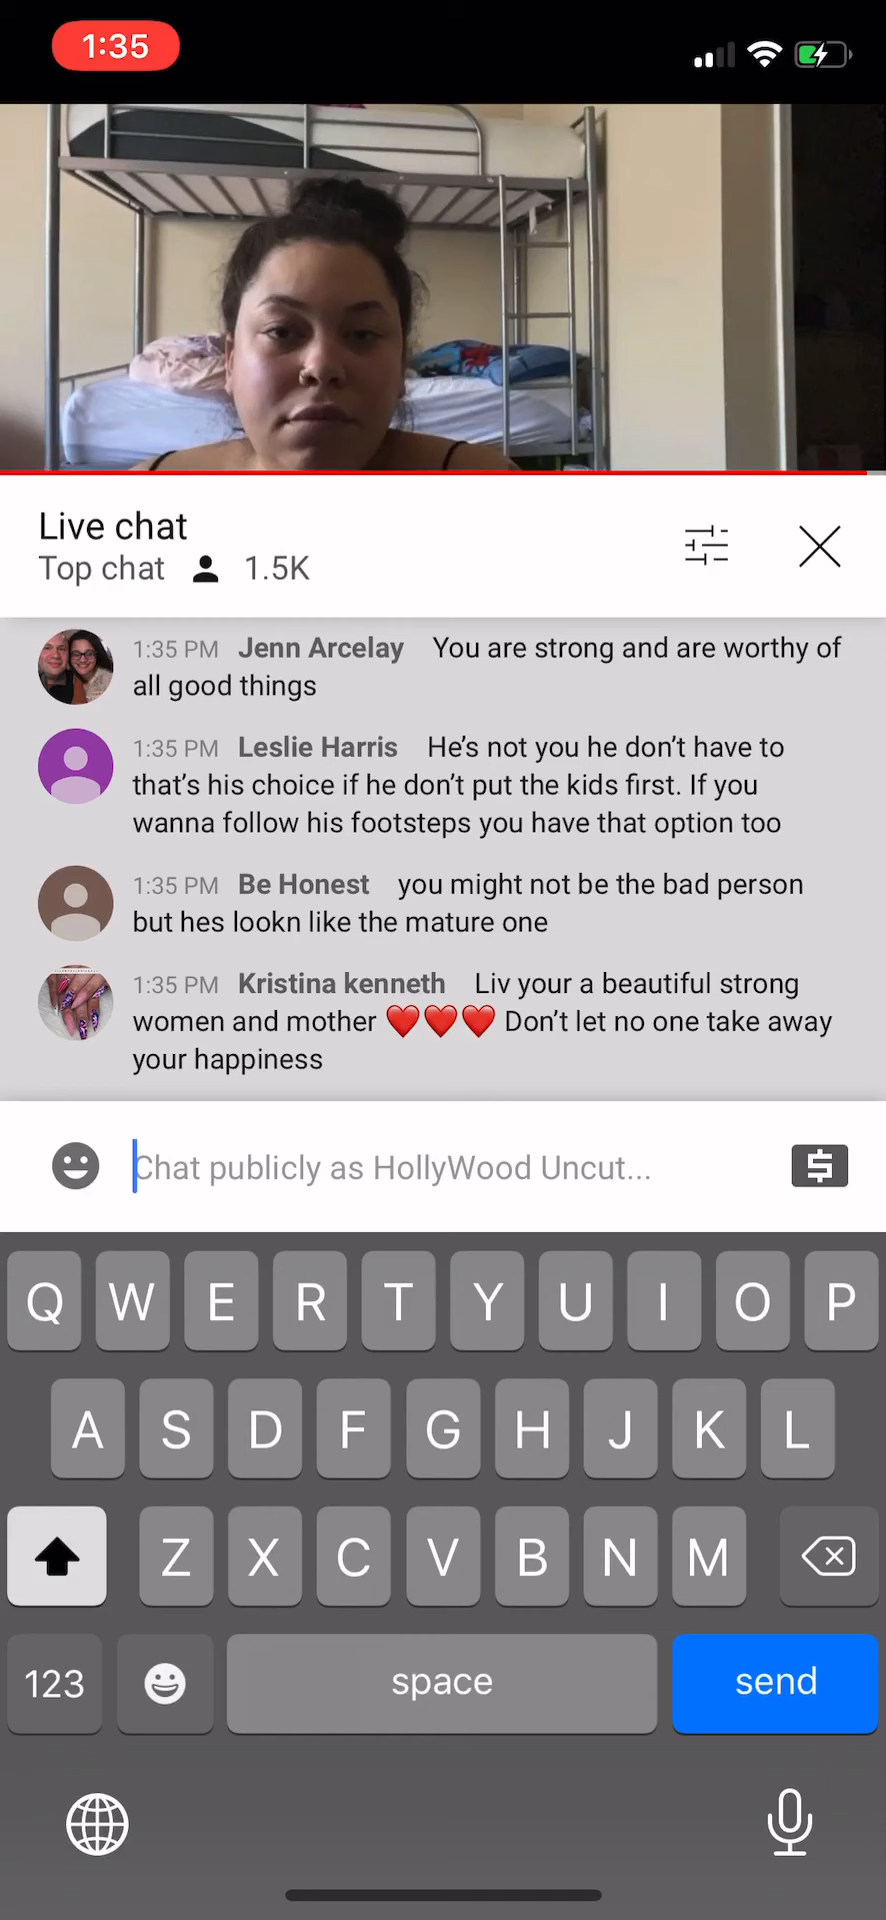 1:35
Live chat
Top chat 1.5K
1:35 PM Jenn Arcelay You are strong and are worthy of
all good things
1:35 PM Leslie Harris He’s not you he don’t have to
that’s his choice if he don’t put the kids first. If you
wanna follow his footsteps you have that option too
1:35 PM Be Honest you might not be the bad person
but hes lookn like the mature one
1:35 PM Kristina kenneth Liv your a beautiful strong
women and mother ❤️❤️❤️ Don’t let no one take away
your happiness
Chat publicly as HollyWood Uncut...
Q W E R T Y U I O P
A S D F G H J K L
Z X C V B N M
123 space send